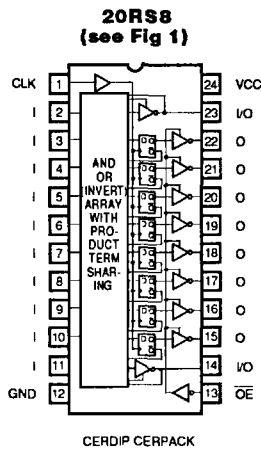 20RS8
(see Fig 1)
CLK 1 24 VCC
I 2 23 I/O
I 3 22 O
I 4 21 O
I 5 20 O
I 6 19 O
I 7 18 O
I 8 17 O
I 9 16 O
I 10 15 O
I 11 14 I/O
GND 12 13 OE
AND
OR
(INVERT)
ARRAY
WITH
PRO-
DUCT
TERM
SHAR-
ING
CERDIP CERPACK